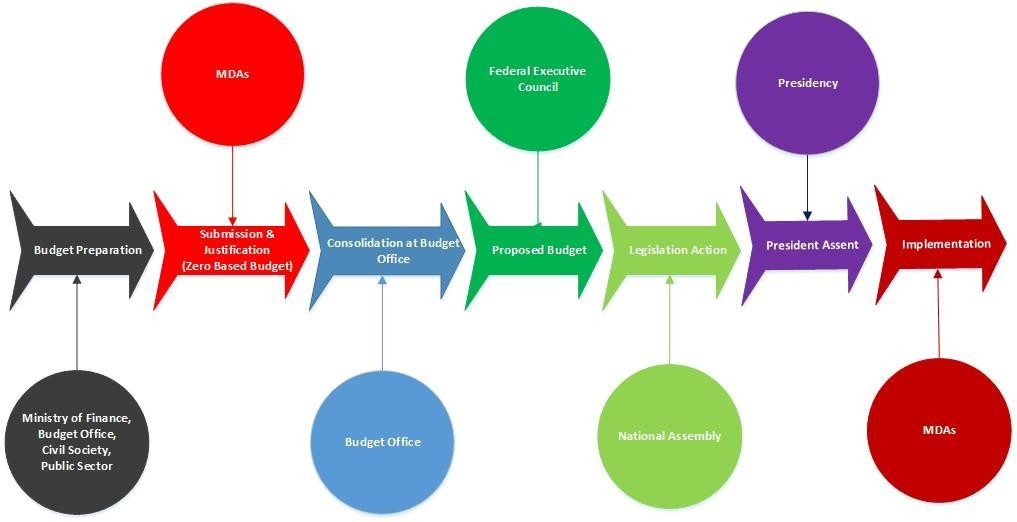 MDAs
Federal Executive
Council
Presidency
Budget Preparation
Submission &
Justification
(Zero Based Budget)
Consolidation at Budget
Office
Proposed Budget
Legislation Action
President Assent
Implementation
Ministry of Finance,
Budget Office,
Civil Society,
Public Sector
Budget Office
National Assembly
MDAs